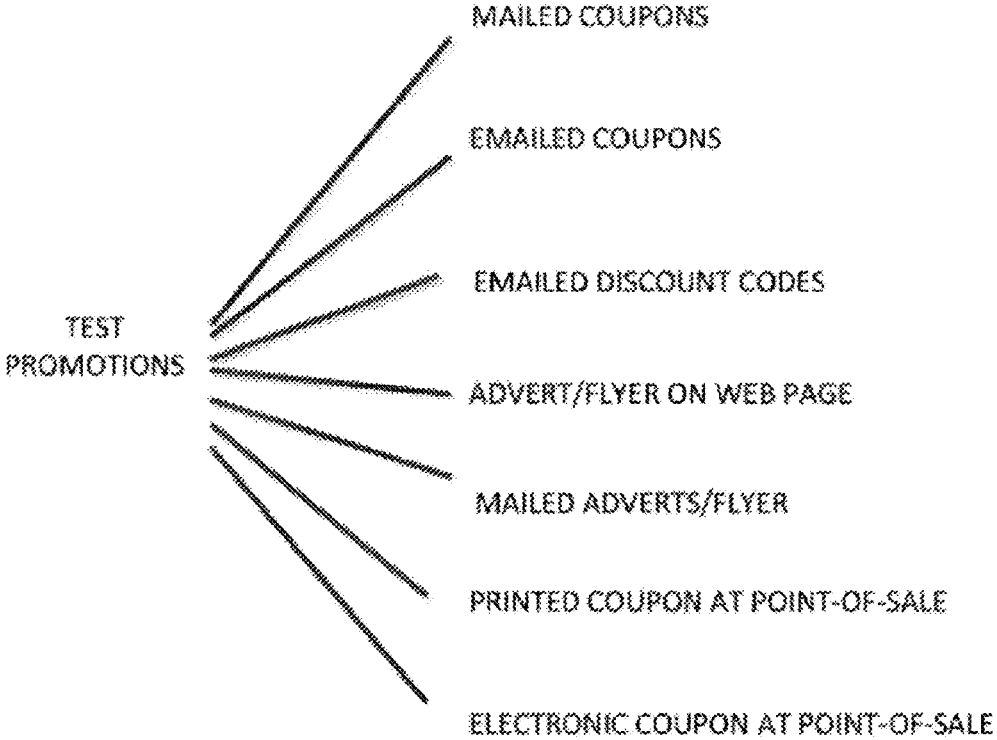 MAILED COUPONS
EMAILED COUPONS
EMAILED DISCOUNT CODES
TEST
PROMOTIONS
ADVERT/FLYER ON WEB PAGE
MAILED ADVERTS/FLYER
PRINTED COUPON AT POINT-OF-SALE
ELECTRONIC COUPON AT POINT-OF-SALE